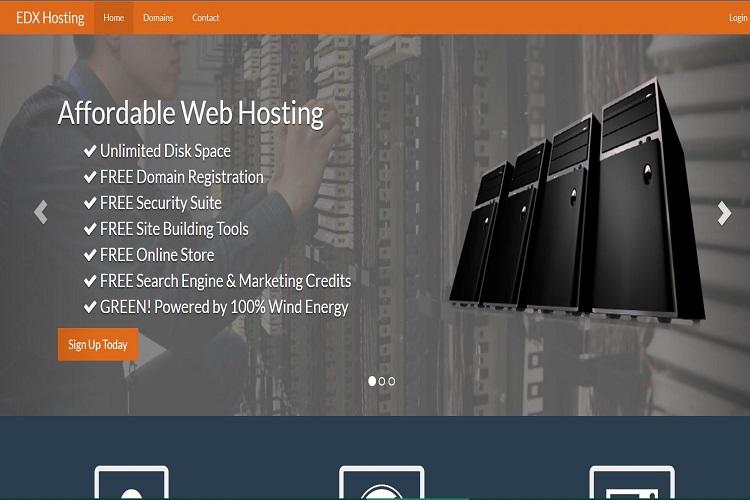 EDX Hosting Home Domains Contact Login
Affordable Web Hosting
Unlimited Disk Space
FREE Domain Registration
FREE Security Suite
FREE Site Building Tools
FREE Online Store
FREE Search Engine & Marketing Credits
GREEN! Powered by 100% Wind Energy
Sign Up Today